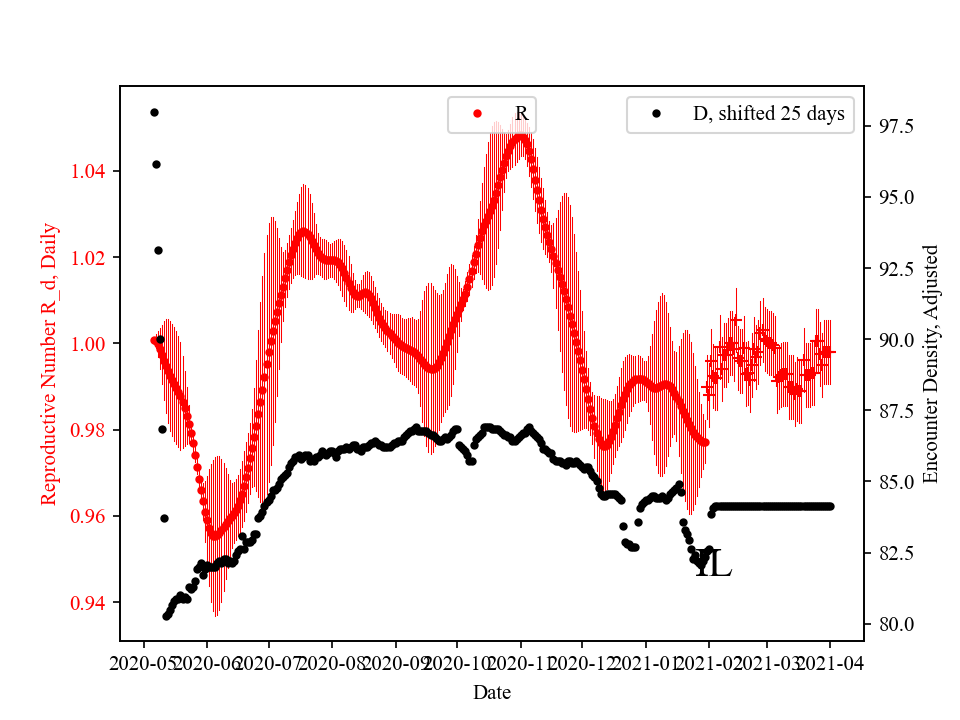 R
D, shifted 25 days
1.04
1.02
1.00
0.98
0.96
0.94
Reproductive Number R_d, Daily
97.5
95.0
92.5
90.0
87.5
85.0
82.5
80.0
Encounter Density, Adjusted
IL
2020-05 2020-06 2020-07 2020-08 2020-09 2020-10 2020-11 2020-12 2021-01 2021-02 2021-03 2021-04
Date